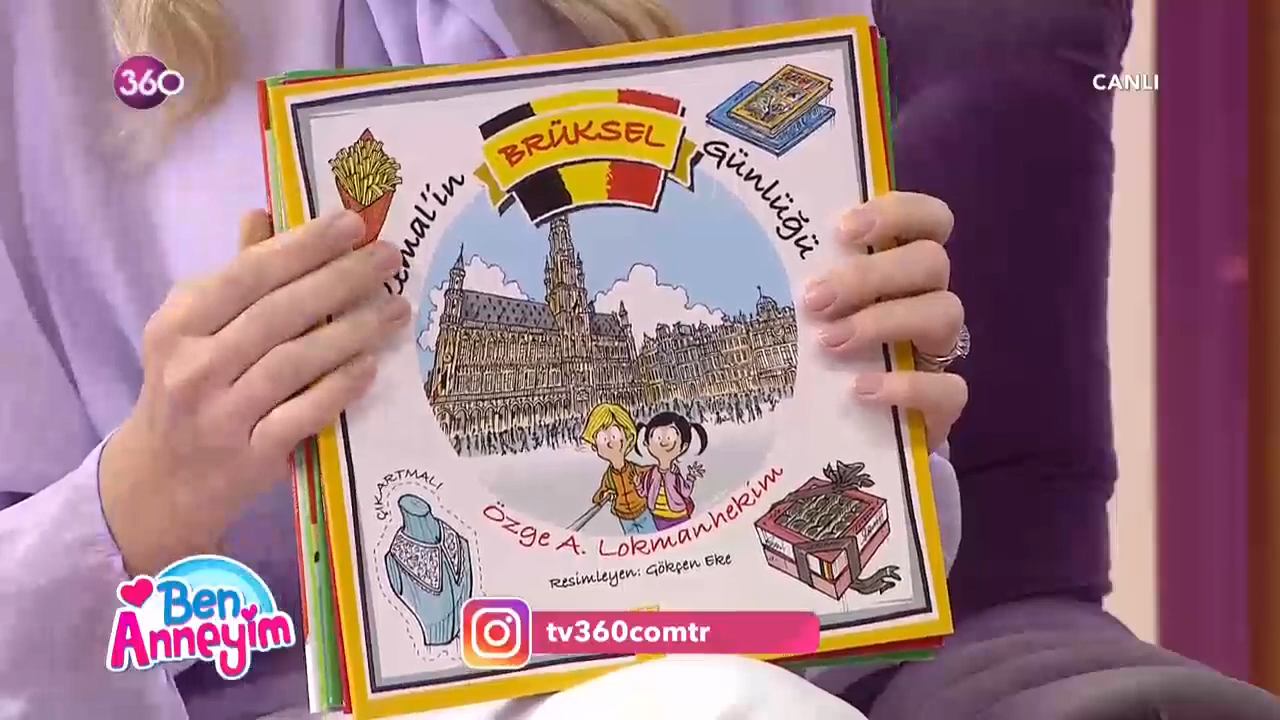 360
CANLI
BRÜKSEL
Günlüğü
ÇIKARTMALI
Özge A. Lokmanhekim
Resimleyen: Gökçen Eke
Ben
Anneyim
tv360comtr